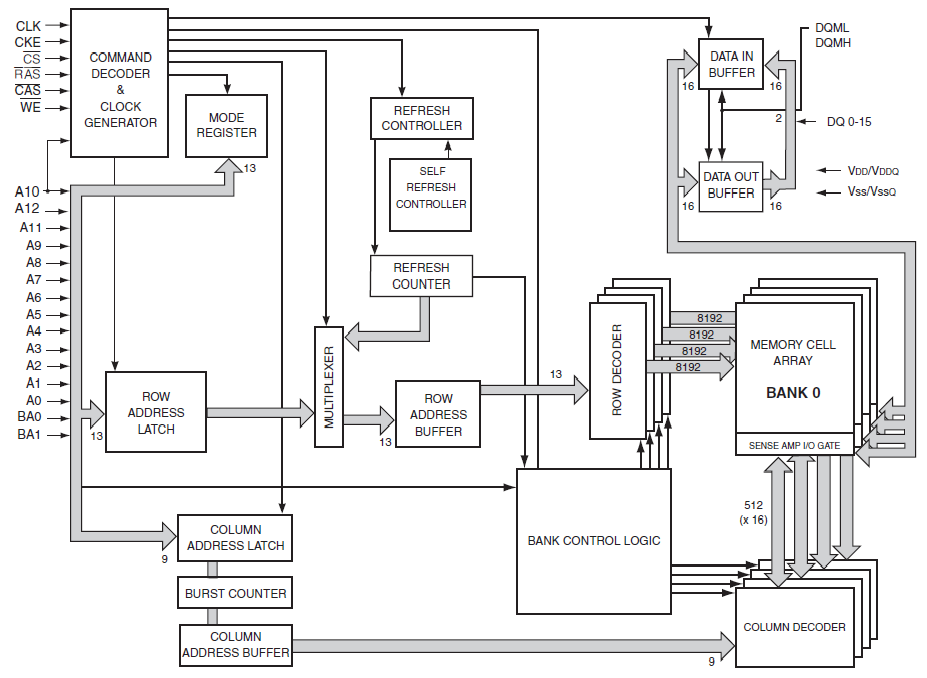 CLK
CKE
CS
RAS
CAS
WE
A10
A12
A11
A9
A8
A7
A6
A5
A4
A3
A2
A1
A0
BA0
BA1
COMMAND
DECODER
&
CLOCK
GENERATOR
MODE
REGISTER
13
REFRESH
CONTROLLER
SELF
REFRESH
CONTROLLER
REFRESH
COUNTER
DATA IN
BUFFER
16
16
DQML
DQMH
2
DQ 0-15
DATA OUT
BUFFER
16
16
VDD/VDDQ
Vss/VssQ
ROW
ADDRESS
LATCH
13
MULTIPLEXER
13
ROW
ADDRESS
BUFFER
13
ROW DECODER
8192
8192
8192
8192
MEMORY CELL
ARRAY
BANK 0
SENSE AMP I/O GATE
512
(x 16)
BANK CONTROL LOGIC
COLUMN
ADDRESS LATCH
9
BURST COUNTER
COLUMN
ADDRESS BUFFER
9
COLUMN DECODER